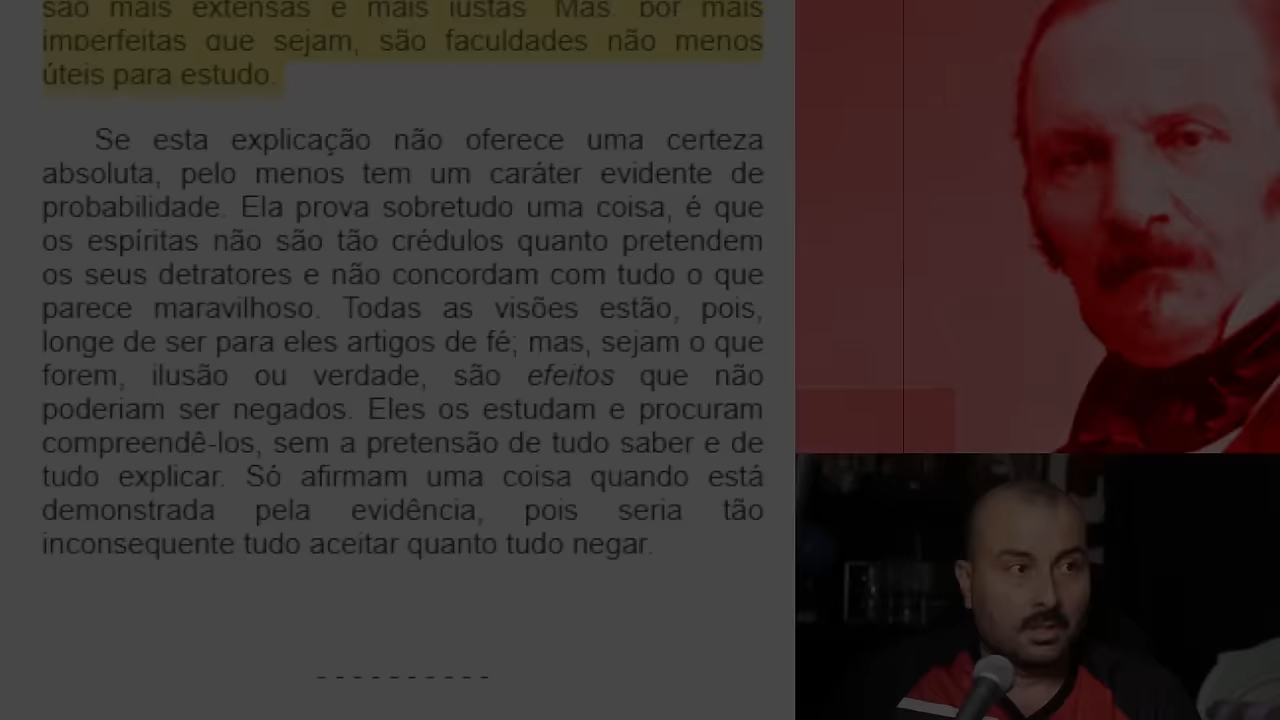 são mais extensas e mais justas. Mas, por mais
imperfeitas que sejam, são faculdades não menos
úteis para estudo.
Se esta explicação não oferece uma certeza
absoluta, pelo menos tem um caráter evidente de
probabilidade. Ela prova sobretudo uma coisa, é que
os espíritas não são tão crédulos quanto pretendem
os seus detratores e não concordam com tudo o que
parece maravilhoso. Todas as visões estão, pois,
longe de ser para eles artigos de fé; mas, sejam o que
forem, ilusão ou verdade, são efeitos que não
poderiam ser negados. Eles os estudam e procuram
compreendê-los, sem a pretensão de tudo saber e de
tudo explicar. Só afirmam uma coisa quando está
demonstrada pela evidência, pois seria tão
inconsequente tudo aceitar quanto tudo negar.
----------